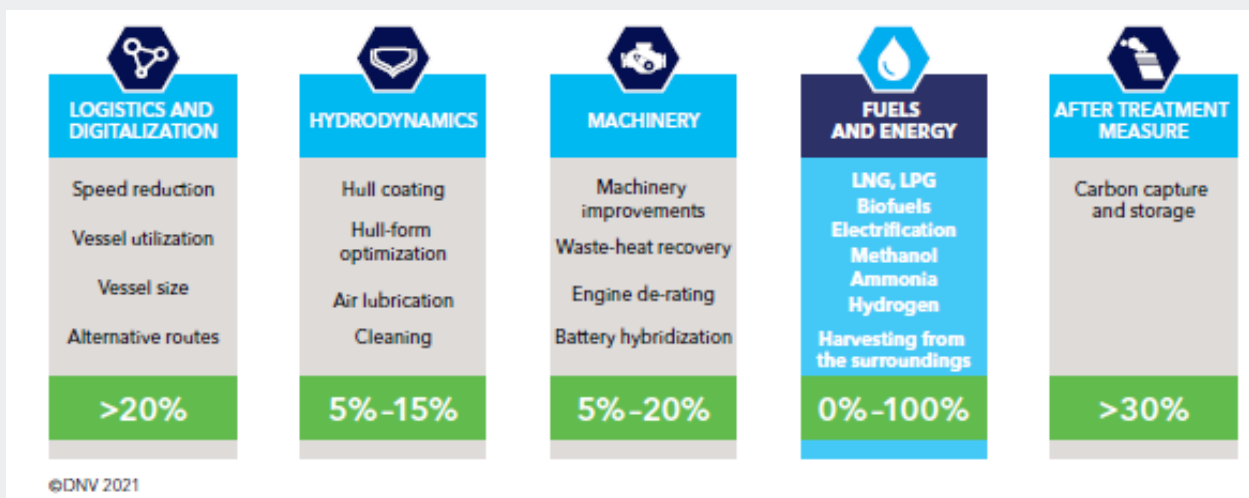 LOGISTICS AND
DIGITALIZATION
Speed reduction
Vessel utilization
Vessel size
Alternative routes
>20%
HYDRODYNAMICS
Hull coating
Hull-form
optimization
Air lubrication
Cleaning
5%–15%
MACHINERY
Machinery
improvements
Waste-heat recovery
Engine de-rating
Battery hybridization
5%–20%
FUELS
AND ENERGY
LNG, LPG
Biofuels
Electrification
Methanol
Ammonia
Hydrogen
Harvesting from
the surroundings
0%–100%
AFTER TREATMENT
MEASURE
Carbon capture
and storage
>30%
©DNV 2021